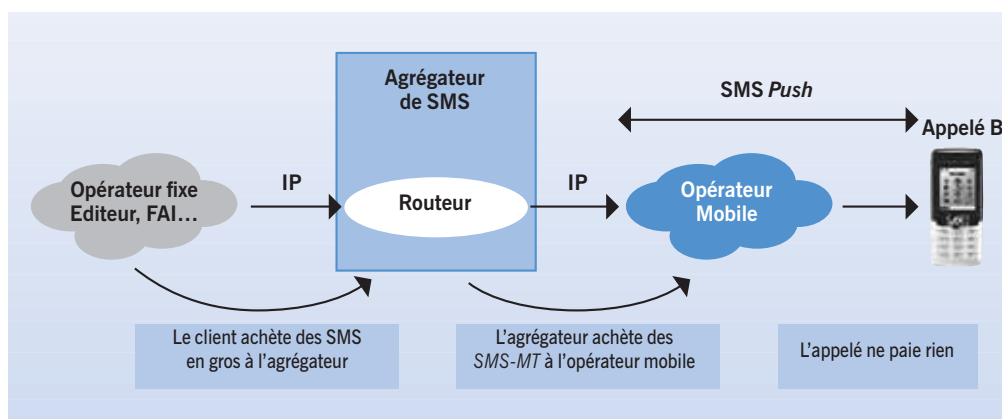 Agrégateur
de SMS
SMS Push
Appelé B
Opérateur fixe
Editeur, FAI…
IP
Routeur
IP
Opérateur
Mobile
Le client achète des SMS
en gros à l'agrégateur
L'agrégateur achète des
SMS-MT à l'opérateur mobile
L'appelé ne paie rien